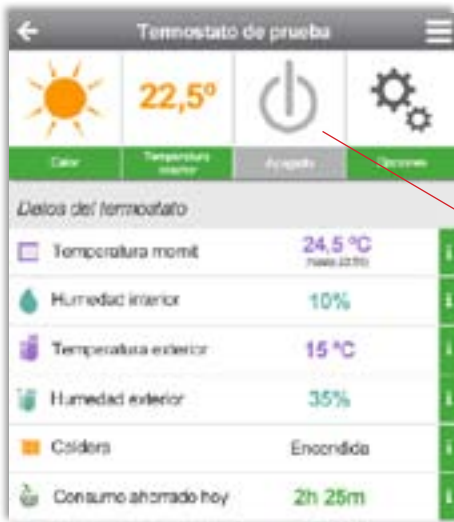 Termostato de prueba
22,5º
Calor
Temperatura interior
Apagado
Opciones
Datos del termostato
Temperatura momit
24,5 ºC
Humedad interior
10%
Temperatura exterior
15 ºC
Humedad exterior
35%
Caldera
Encendida
Consumo ahorrado hoy
2h 25m